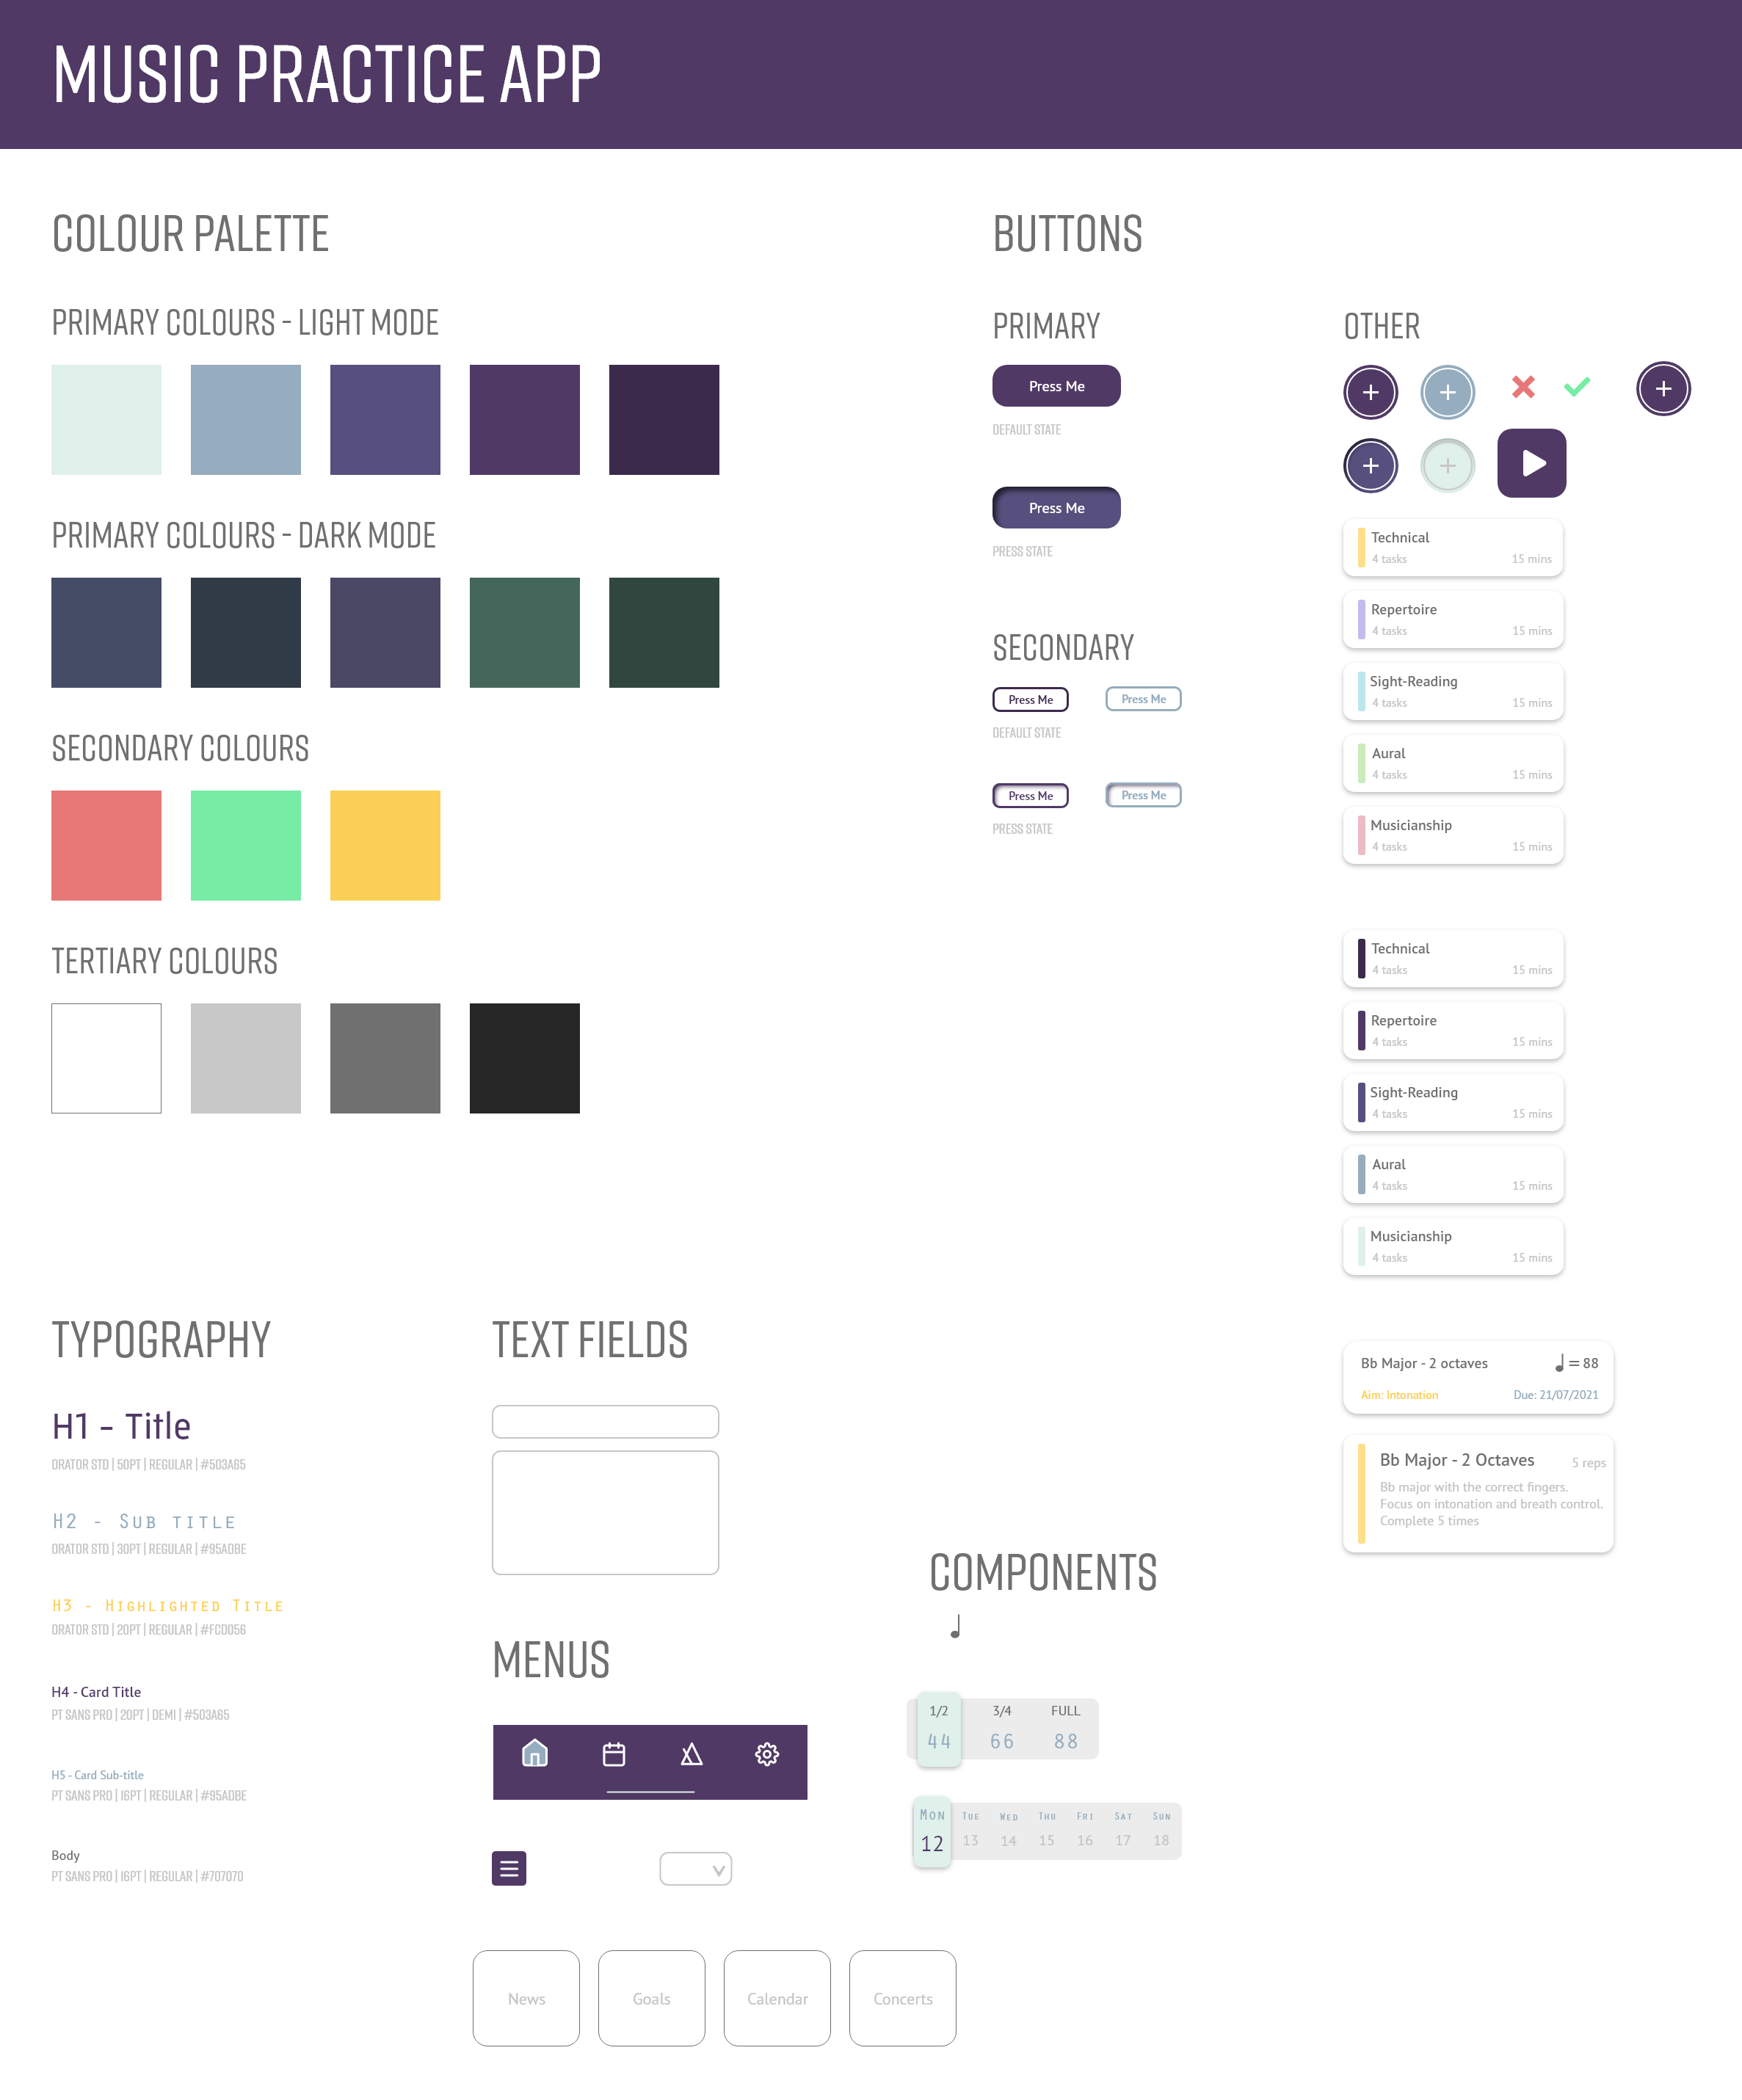 MUSIC PRACTICE APP
COLOUR PALETTE
PRIMARY COLOURS - LIGHT MODE
PRIMARY COLOURS - DARK MODE
SECONDARY COLOURS
TERTIARY COLOURS
BUTTONS
PRIMARY
Press Me
DEFAULT STATE
Press Me
PRESS STATE
SECONDARY
Press Me Press Me
DEFAULT STATE
Press Me Press Me
PRESS STATE
OTHER
Technical
4 tasks 15 mins
Repertoire
4 tasks 15 mins
Sight-Reading
4 tasks 15 mins
Aural
4 tasks 15 mins
Musicianship
4 tasks 15 mins
Technical
4 tasks 15 mins
Repertoire
4 tasks 15 mins
Sight-Reading
4 tasks 15 mins
Aural
4 tasks 15 mins
Musicianship
4 tasks 15 mins
Bb Major - 2 octaves = 88
Aim: Intonation Due: 21/07/2021
Bb Major - 2 Octaves 5 reps
Bb major with the correct fingers.
Focus on intonation and breath control.
Complete 5 times
TYPOGRAPHY
H1 - Title
ORATOR STD | 50PT | REGULAR | #503A65
H2 - SUB TITLE
ORATOR STD | 30PT | REGULAR | #95ADBE
H3 - HIGHLIGHTED TITLE
ORATOR STD | 20PT | REGULAR | #FCD056
H4 - Card Title
PT SANS PRO | 20PT | DEMI | #503A65
H5 - Card Sub-title
PT SANS PRO | 16PT | REGULAR | #95ADBE
Body
PT SANS PRO | 16PT | REGULAR | #707070
TEXT FIELDS
MENUS
News Goals Calendar Concerts
COMPONENTS
1/2 3/4 FULL
44 66 88
MON TUE WED THU FRI SAT SUN
12 13 14 15 16 17 18